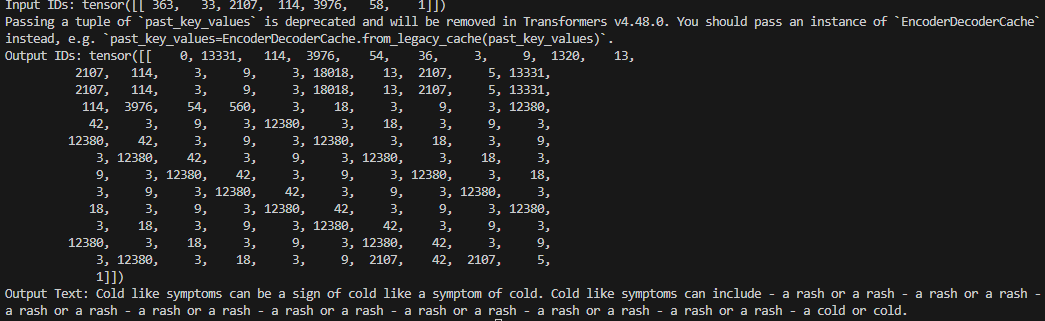 Input IDs: tensor([[ 363,   33, 2107,  114, 3976,   58,    1]])
Passing a tuple of `past_key_values` is deprecated and will be removed in Transformers v4.48.0. You should pass an instance of `EncoderDecoderCache`
instead, e.g. `past_key_values=EncoderDecoderCache.from_legacy_cache(past_key_values)`.
Output IDs: tensor([[    0, 13331,   114,  3976,    54,    36,     3,     9,  1320,    13,
2107,   114,     3,     9,     3, 18018,    13,  2107,     5, 13331,
2107,   114,     3,     9,     3, 18018,    13,  2107,     5, 13331,
114,  3976,    54,   560,     3,    18,     3,     9,     3, 12380,
42,     3,     9,     3, 12380,     3,    18,     3,     9,     3,
12380,    42,     3,     9,     3, 12380,     3,    18,     3,     9,
3, 12380,    42,     3,     9,     3, 12380,     3,    18,     3,
9,     3, 12380,    42,     3,     9,     3, 12380,     3,    18,
3,     9,     3, 12380,    42,     3,     9,     3, 12380,     3,
18,     3,     9,     3, 12380,    42,     3,     9,     3, 12380,
3,    18,     3,     9,     3, 12380,    42,     3,     9,     3,
12380,     3,    18,     3,     9,     3, 12380,    42,     3,     9,
3, 12380,     3,    18,     3,     9,  2107,    42,  2107,     5,
1]])
Output Text: Cold like symptoms can be a sign of cold like a symptom of cold. Cold like symptoms can include - a rash or a rash - a rash or a rash -
a rash or a rash - a rash or a rash - a rash or a rash - a rash or a rash - a rash or a rash - a rash or a rash - a cold or cold.